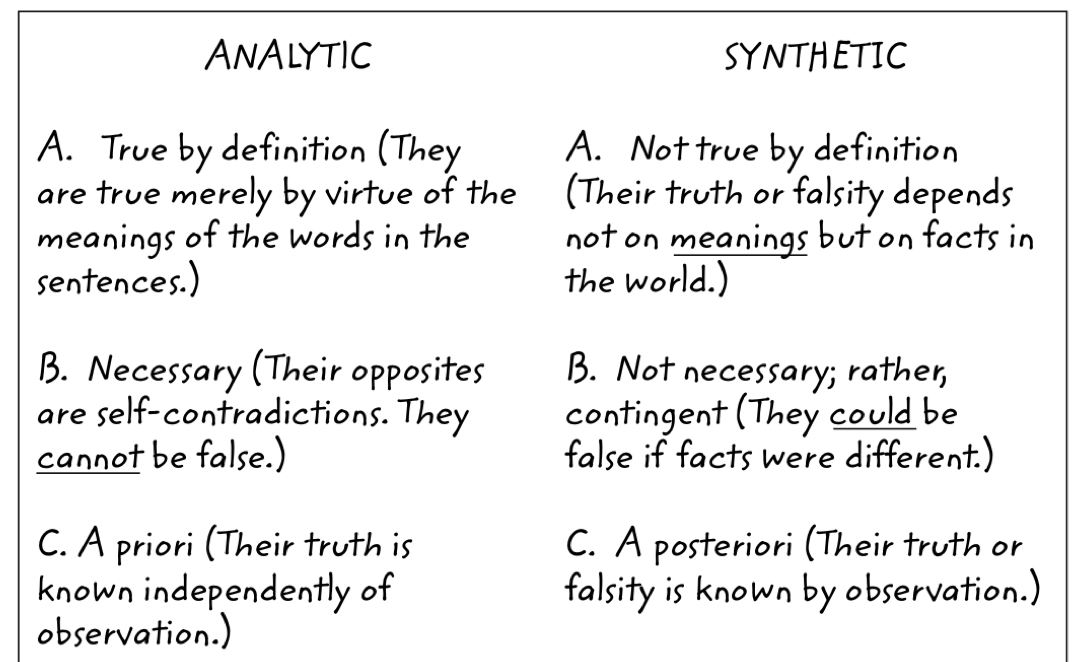 ANALYTIC
A. True by definition (They
are true merely by virtue of the
meanings of the words in the
sentences.)
B. Necessary (Their opposites
are self-contradictions. They
cannot be false.)
C. A priori (Their truth is
known independently of
observation.)
SYNTHETIC
A. Not true by definition
(Their truth or falsity depends
not on meanings but on facts in
the world.)
B. Not necessary; rather,
contingent (They could be
false if facts were different.)
C. A posteriori (Their truth or
falsity is known by observation.)